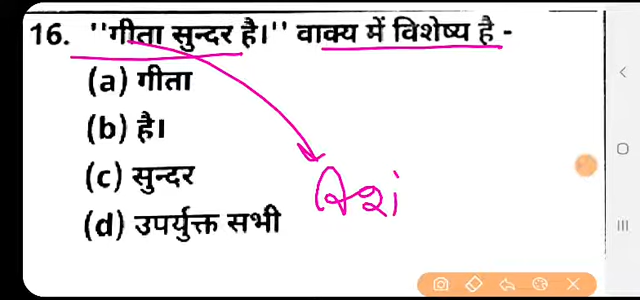 16. ''गीता सुन्दर है।'' वाक्य में विशेष्य है -
(a) गीता
(b) है।
(c) सुन्दर
(d) उपर्युक्त सभी